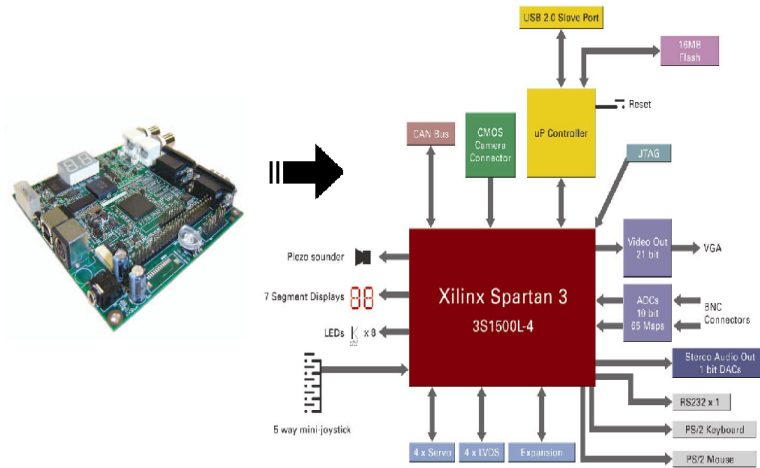 USB 2.0 Slave Port
16MB
Flash
uP Controller
Reset
CAN Bus
CMOS
Camera
Connector
JTAG
Piezo sounder
Video Out
21 bit
VGA
7 Segment Displays
Xilinx Spartan 3
3S1500L-4
ADCs
10 bit
65 Msps
BNC
Connectors
LEDs
x 8
Stereo Audio Out
1 bit DACs
5 way mini-joystick
RS232 x 1
PS/2 Keyboard
4 x Servo
4 x LVDS
Expansion
PS/2 Mouse